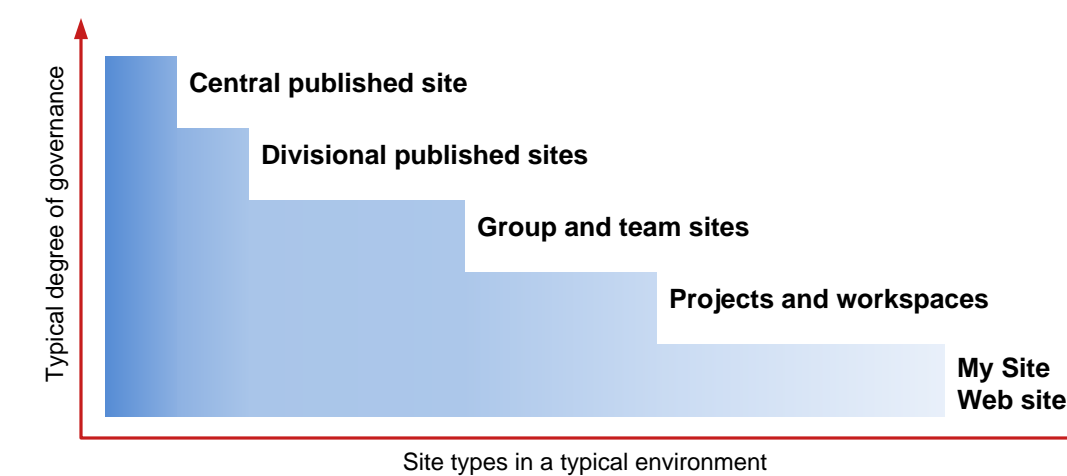 Typical degree of governance
Central published site
Divisional published sites
Group and team sites
Projects and workspaces
My Site
Web site
Site types in a typical environment